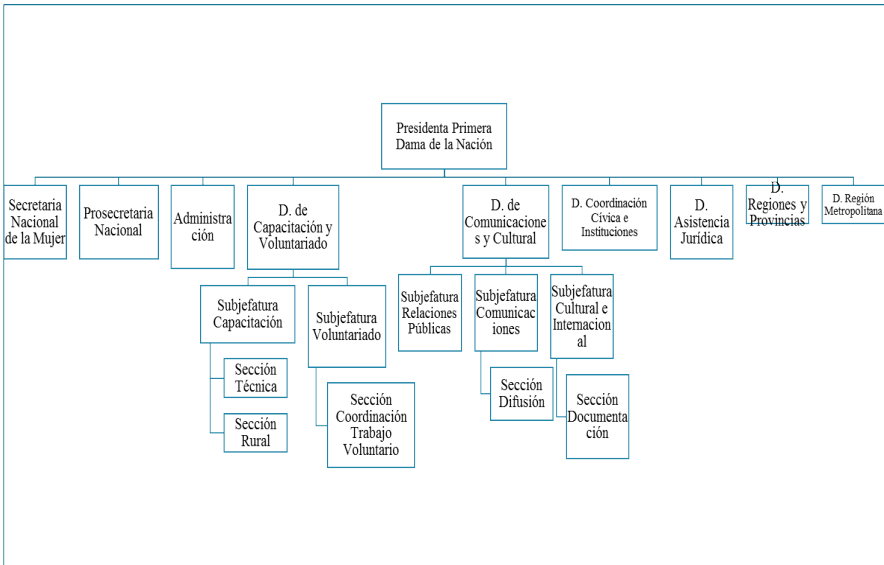 Presidenta Primera
Dama de la Nación
Secretaria
Nacional
de la Mujer
Prosecretaria
Nacional
Administra
ción
D. de
Capacitación y
Voluntariado
D. de
Comunicacione
s y Cultural
D. Coordinación
Cívica e
Instituciones
D.
Asistencia
Jurídica
D.
Regiones y
Provincias
D. Región
Metropolitana
Subjefatura
Capacitación
Subjefatura
Voluntariado
Subjefatura
Relaciones
Públicas
Subjefatura
Comunicac
iones
Subjefatura
Cultural e
Internacion
al
Sección
Técnica
Sección
Rural
Sección
Coordinación
Trabajo
Voluntario
Sección
Difusión
Sección
Documenta
ción